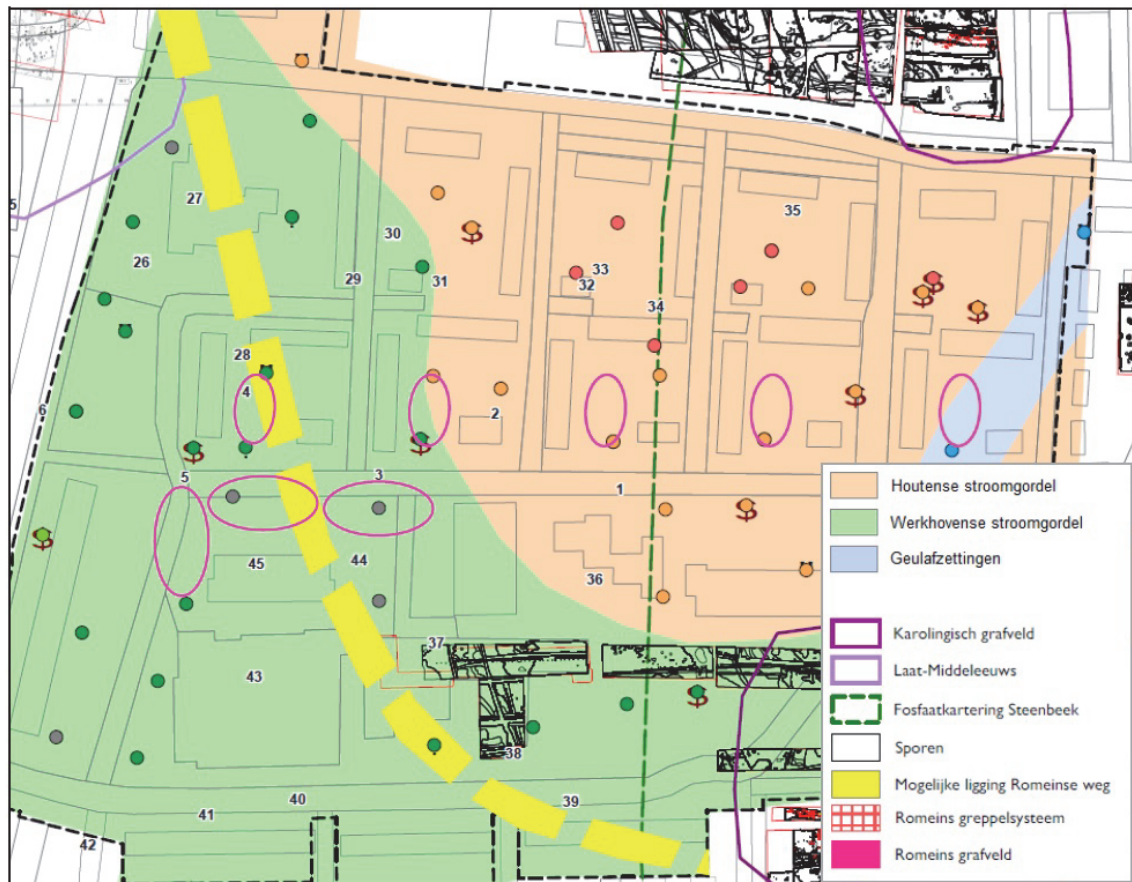 27
30
35
5
26
29
31
33
32
34
28
4
2
6
5
3
1
45
44
36
37
43
38
40
39
41
42
Houtense stroomgordel
Werkhovense stroomgordel
Geulafzettingen
Karolingisch grafveld
Laat-Middeleeuws
Fosfaatkartering Steenbeek
Sporen
Mogelijke ligging Romeinse weg
Romeins greppelsysteem
Romeins grafveld